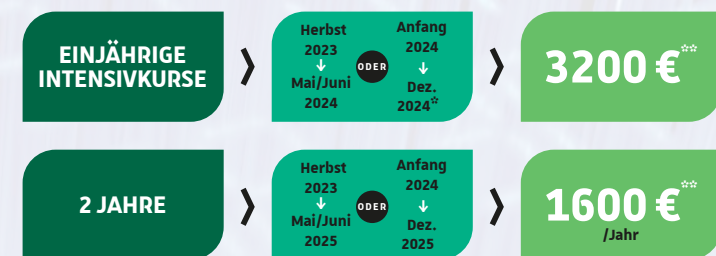 EINJÄHRIGE
INTENSIVKURSE
Herbst
2023
↓
Mai/Juni
2024
ODER
Anfang
2024
↓
Dez.
2024☆
3200 €☆☆
2 JAHRE
Herbst
2023
↓
Mai/Juni
2025
ODER
Anfang
2024
↓
Dez.
2025
1600 €☆☆
/Jahr